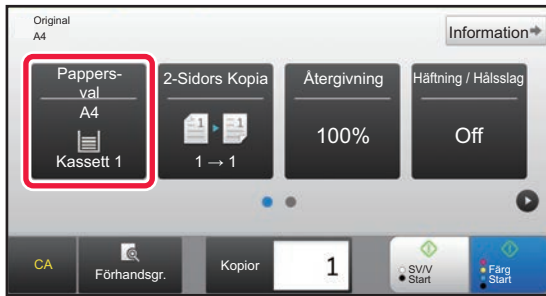 Original
A4
Information
Pappers-
val
A4
Kassett 1
2-Sidors Kopia
1 → 1
Återgivning
100%
Häftning / Hålsslag
Off
CA
Förhandsgr.
Kopior
1
SV/V
Start
Färg
Start